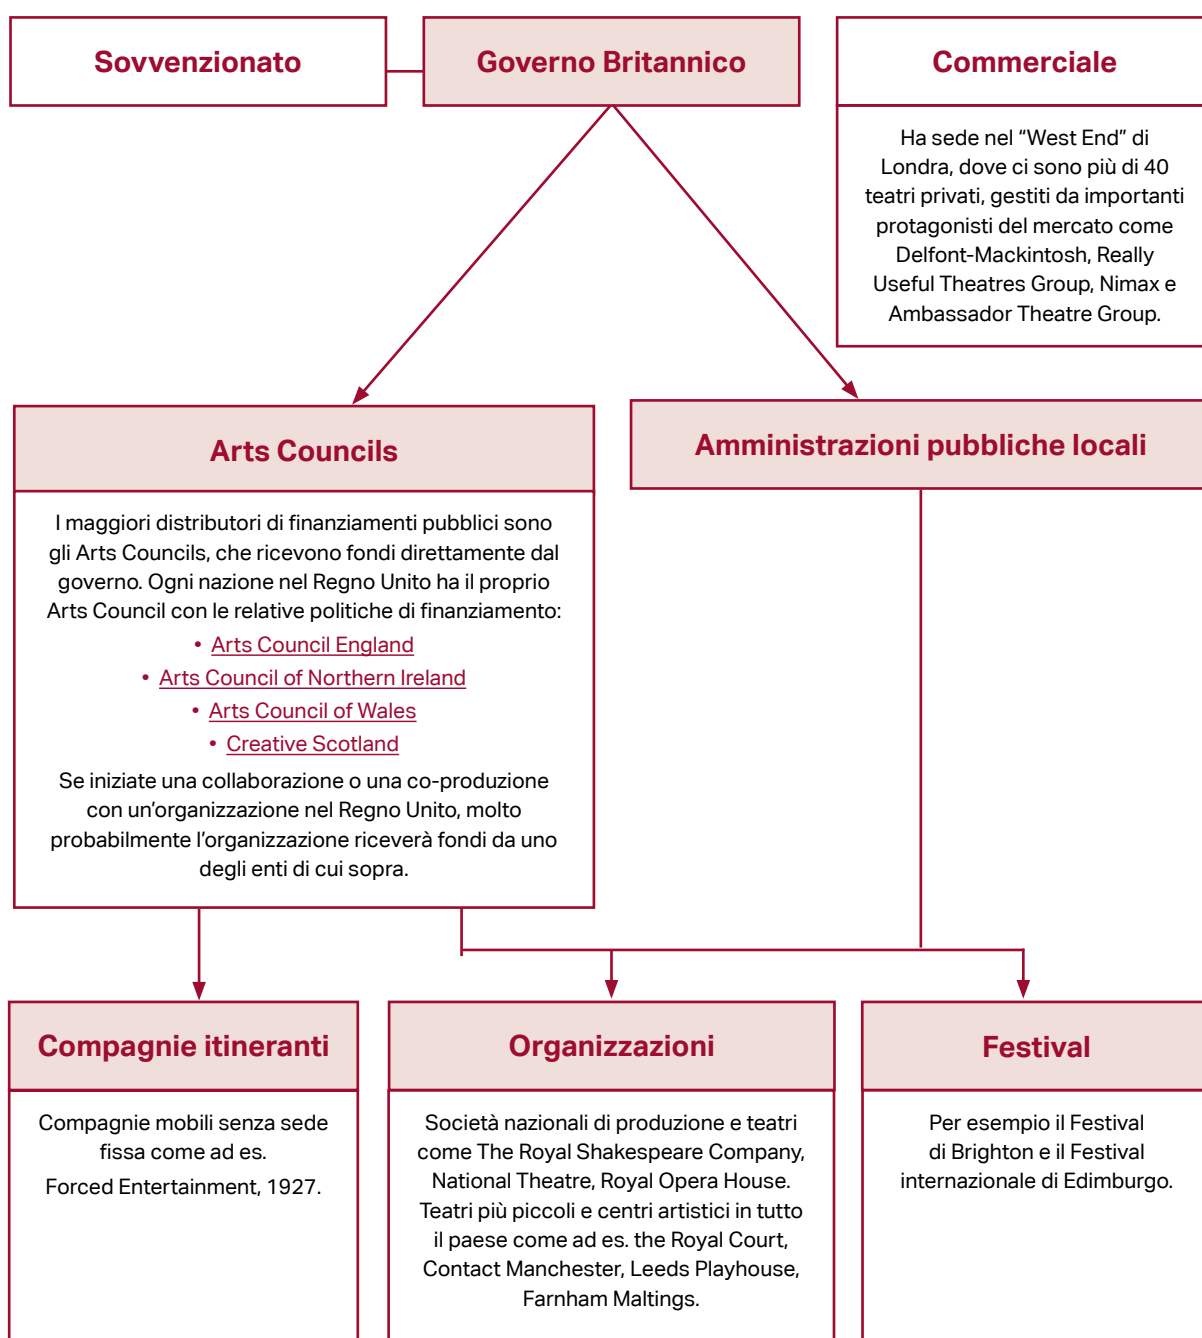 Sovvenzionato
Governo Britannico
Commerciale
Ha sede nel “West End” di
Londra, dove ci sono più di 40
teatri privati, gestiti da importanti
protagonisti del mercato come
Delfont-Mackintosh, Really
Useful Theatres Group, Nimax e
Ambassador Theatre Group.
Arts Councils
I maggiori distributori di finanziamenti pubblici sono
gli Arts Councils, che ricevono fondi direttamente dal
governo. Ogni nazione nel Regno Unito ha il proprio
Arts Council con le relative politiche di finanziamento:
• Arts Council England
• Arts Council of Northern Ireland
• Arts Council of Wales
• Creative Scotland
Se iniziate una collaborazione o una co-produzione
con un’organizzazione nel Regno Unito, molto
probabilmente l’organizzazione riceverà fondi da uno
degli enti di cui sopra.
Amministrazioni pubbliche locali
Compagnie itineranti
Compagnie mobili senza sede
fissa come ad es.
Forced Entertainment, 1927.
Organizzazioni
Società nazionali di produzione e teatri
come The Royal Shakespeare Company,
National Theatre, Royal Opera House.
Teatri più piccoli e centri artistici in tutto
il paese come ad es. the Royal Court,
Contact Manchester, Leeds Playhouse,
Farnham Maltings.
Festival
Per esempio il Festival
di Brighton e il Festival
internazionale di Edimburgo.